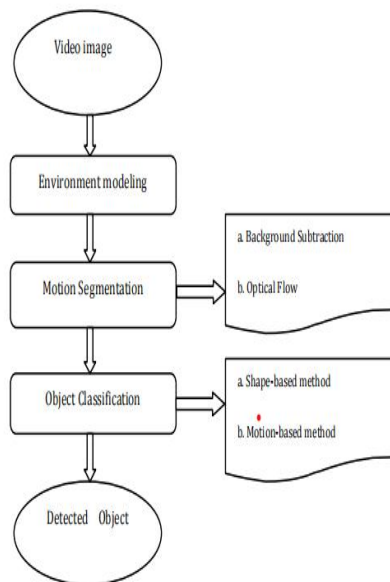 Video image
Environment modeling
Motion Segmentation
a. Background Subtraction
b. Optical Flow
Object Classification
a. Shape-based method
b. Motion-based method
Detected Object